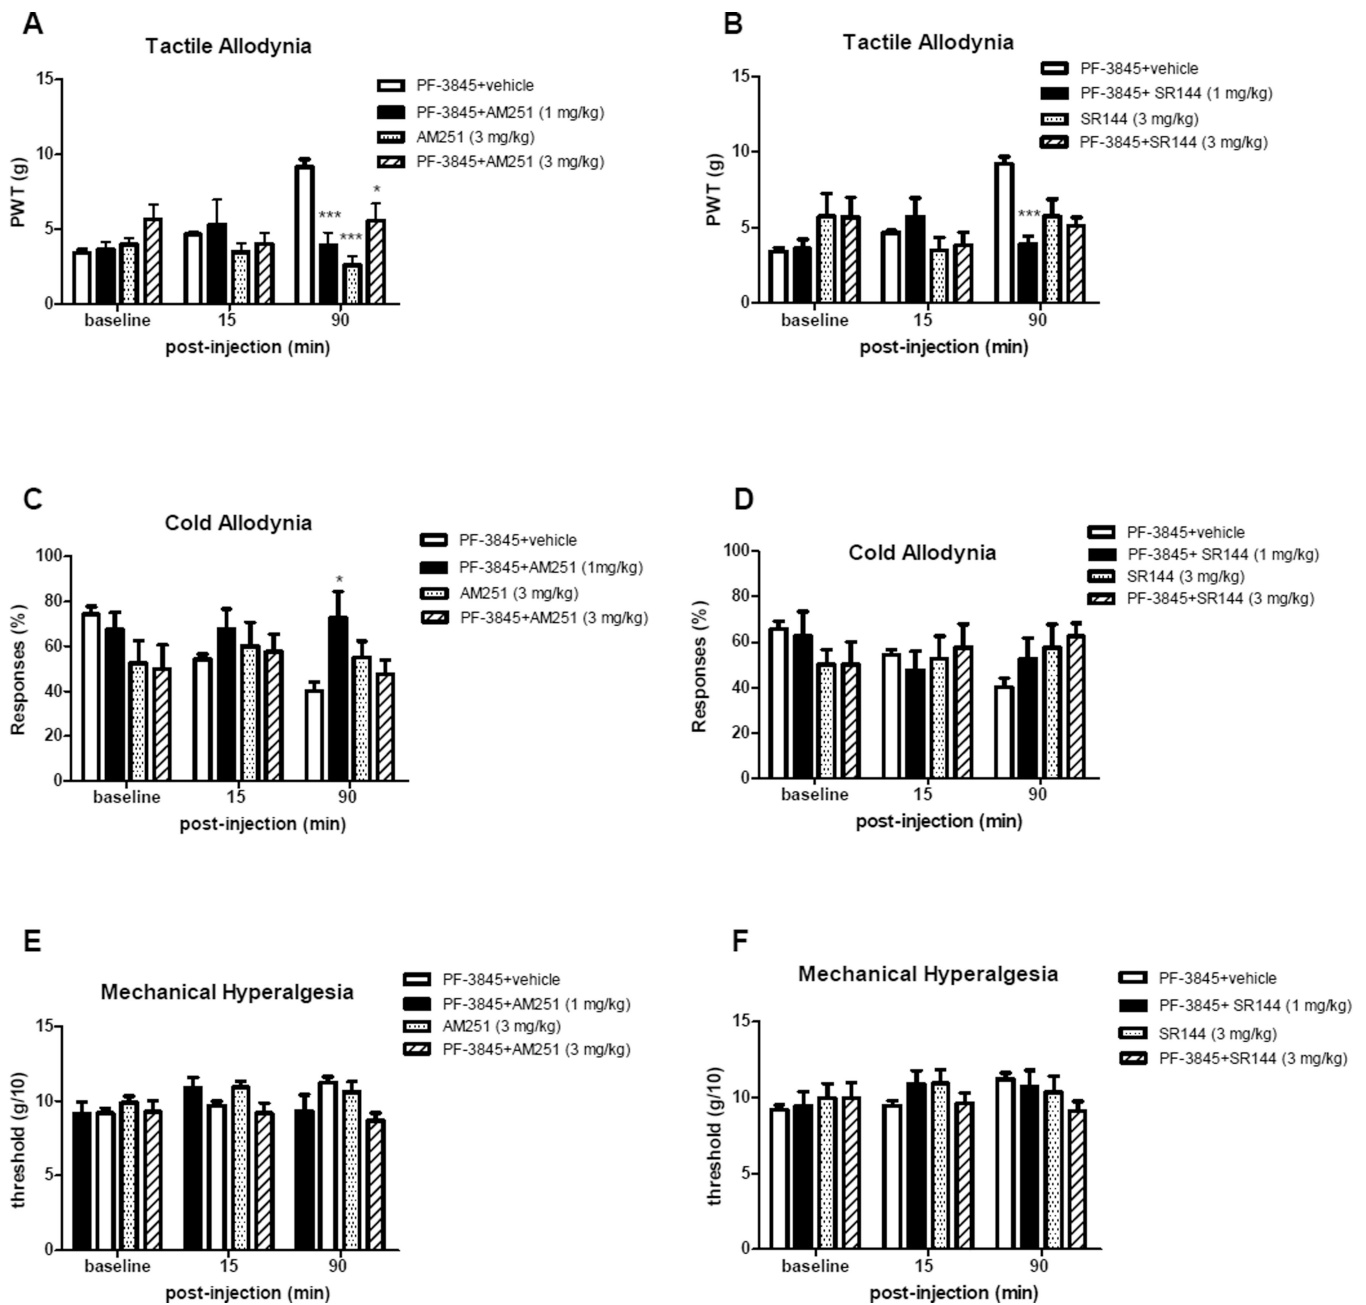 A
Tactile Allodynia
PF-3845+vehicle
PF-3845+AM251 (1 mg/kg)
AM251 (3 mg/kg)
PF-3845+AM251 (3 mg/kg)
15
10
5
0
PWT (g)
***
***
*
baseline
15
90
post-injection (min)
B
Tactile Allodynia
PF-3845+vehicle
PF-3845+ SR144 (1 mg/kg)
SR144 (3 mg/kg)
PF-3845+SR144 (3 mg/kg)
15
10
5
0
PWT (g)
***
baseline
15
90
post-injection (min)
C
Cold Allodynia
PF-3845+vehicle
PF-3845+AM251 (1mg/kg)
AM251 (3 mg/kg)
PF-3845+AM251 (3 mg/kg)
100
80
60
40
20
0
Responses (%)
*
baseline
15
90
post-injection (min)
D
Cold Allodynia
PF-3845+vehicle
PF-3845+ SR144 (1 mg/kg)
SR144 (3 mg/kg)
PF-3845+SR144 (3 mg/kg)
100
80
60
40
20
0
Responses (%)
baseline
15
90
post-injection (min)
E
Mechanical Hyperalgesia
PF-3845+vehicle
PF-3845+AM251 (1 mg/kg)
AM251 (3 mg/kg)
PF-3845+AM251 (3 mg/kg)
15
10
5
0
threshold (g/10)
baseline
15
90
post-injection (min)
F
Mechanical Hyperalgesia
PF-3845+vehicle
PF-3845+ SR144 (1 mg/kg)
SR144 (3 mg/kg)
PF-3845+SR144 (3 mg/kg)
15
10
5
0
threshold (g/10)
baseline
15
90
post-injection (min)